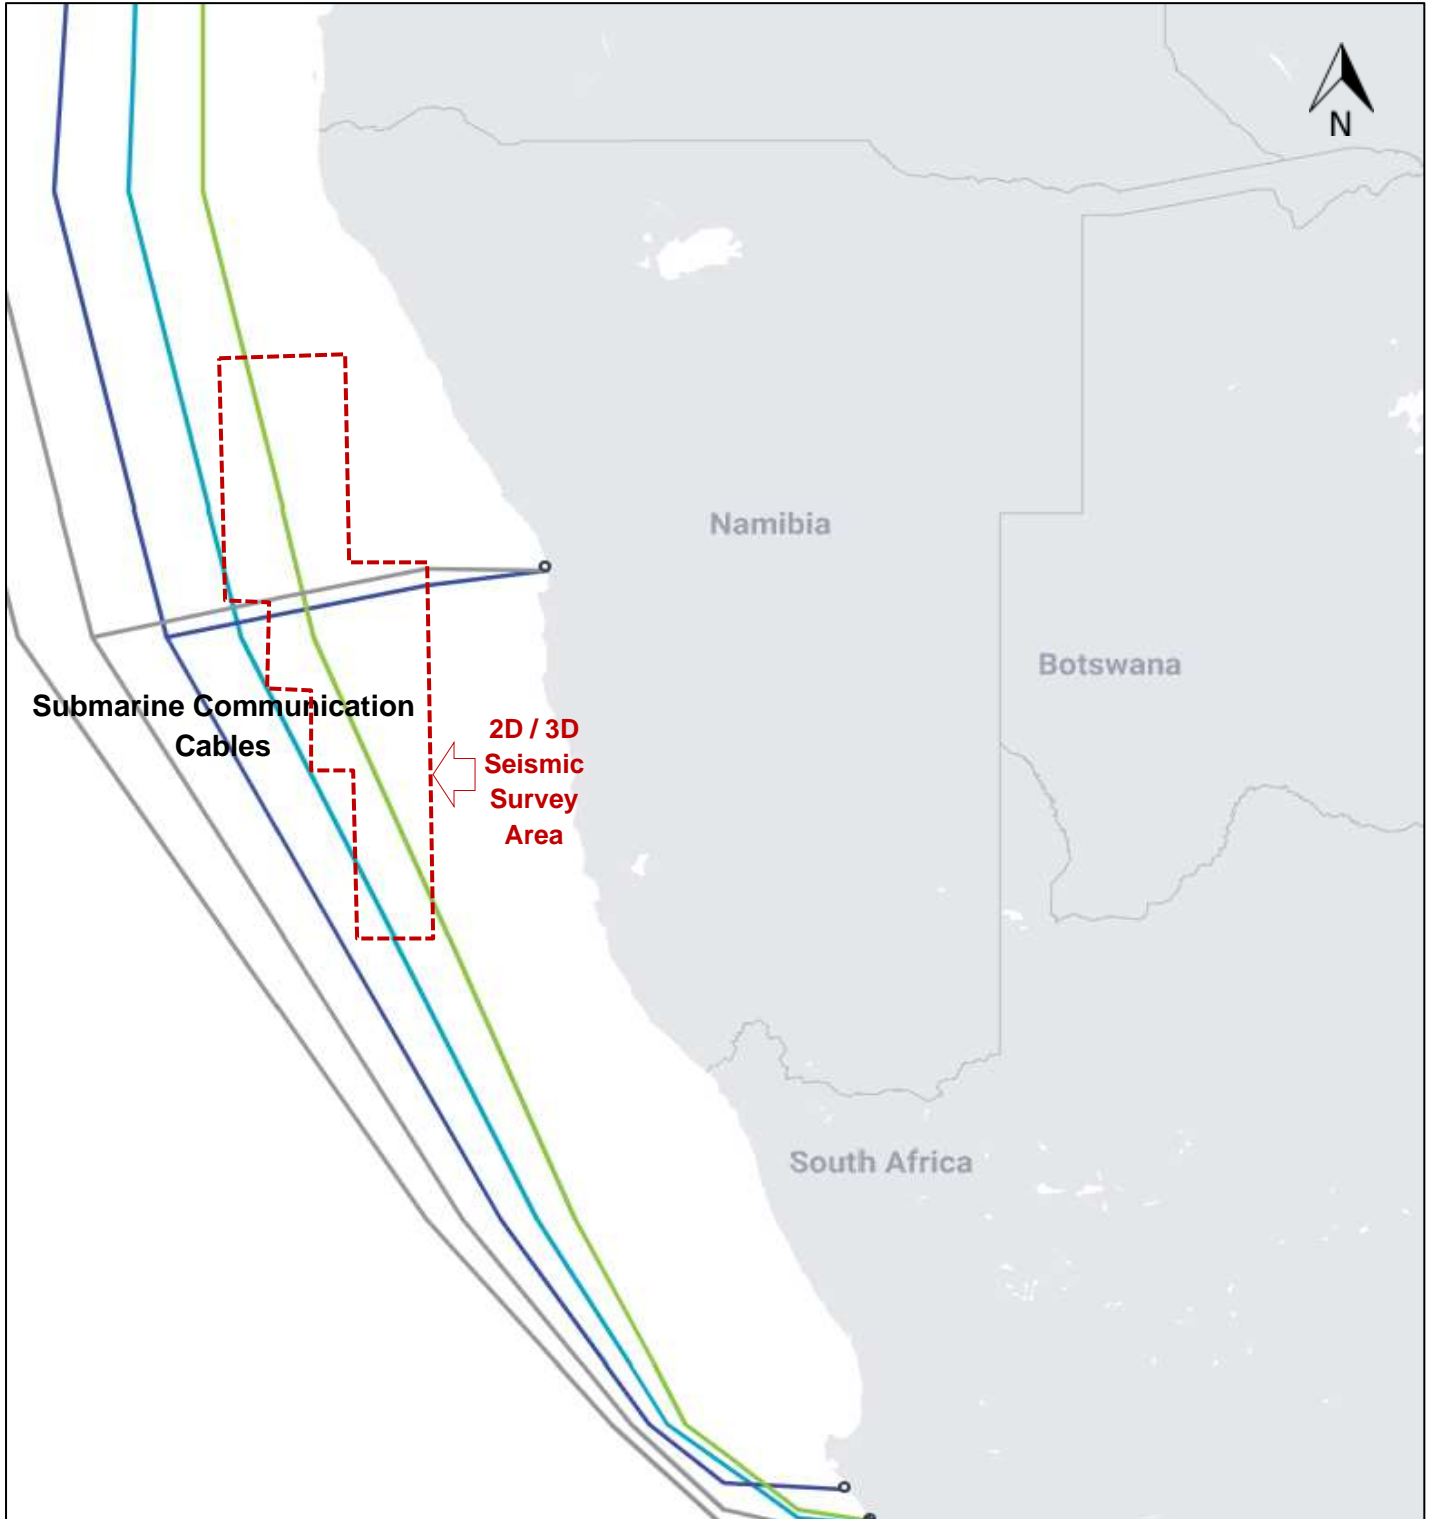 N
Namibia
Botswana
Submarine Communication
Cables
2D / 3D
Seismic
Survey
Area
South Africa